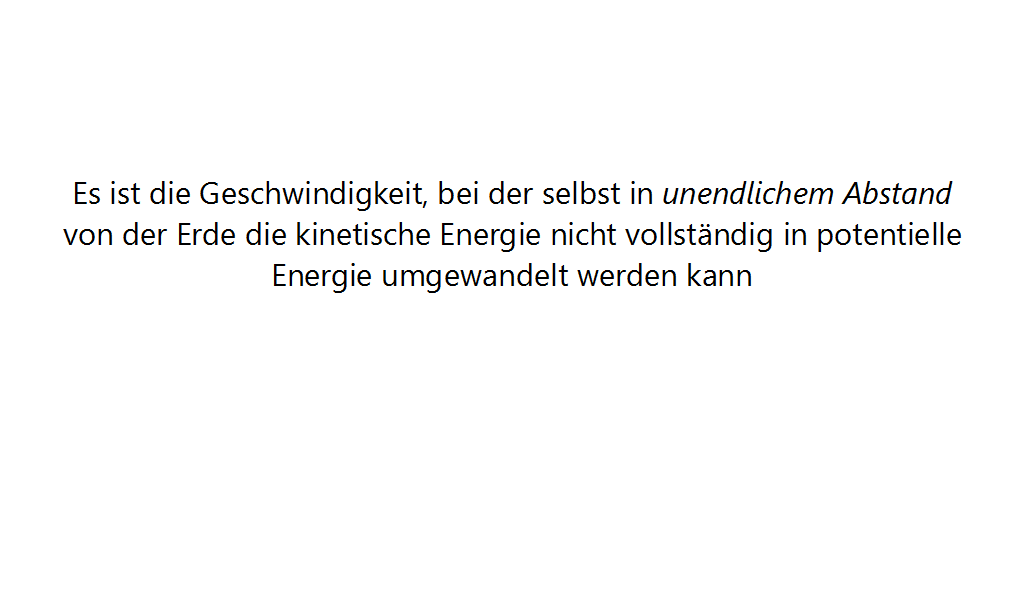 Es ist die Geschwindigkeit, bei der selbst in unendlichem Abstand
von der Erde die kinetische Energie nicht vollständig in potentielle
Energie umgewandelt werden kann